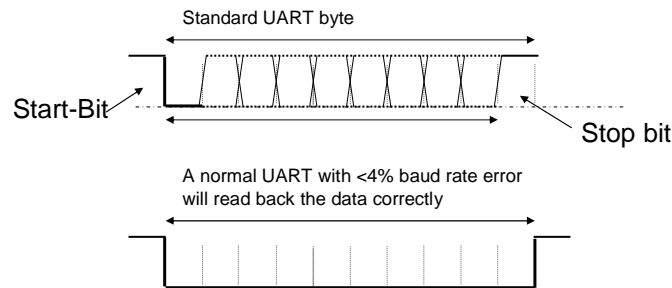 Standard UART byte
Start-Bit
Stop bit
A normal UART with <4% baud rate error
will read back the data correctly